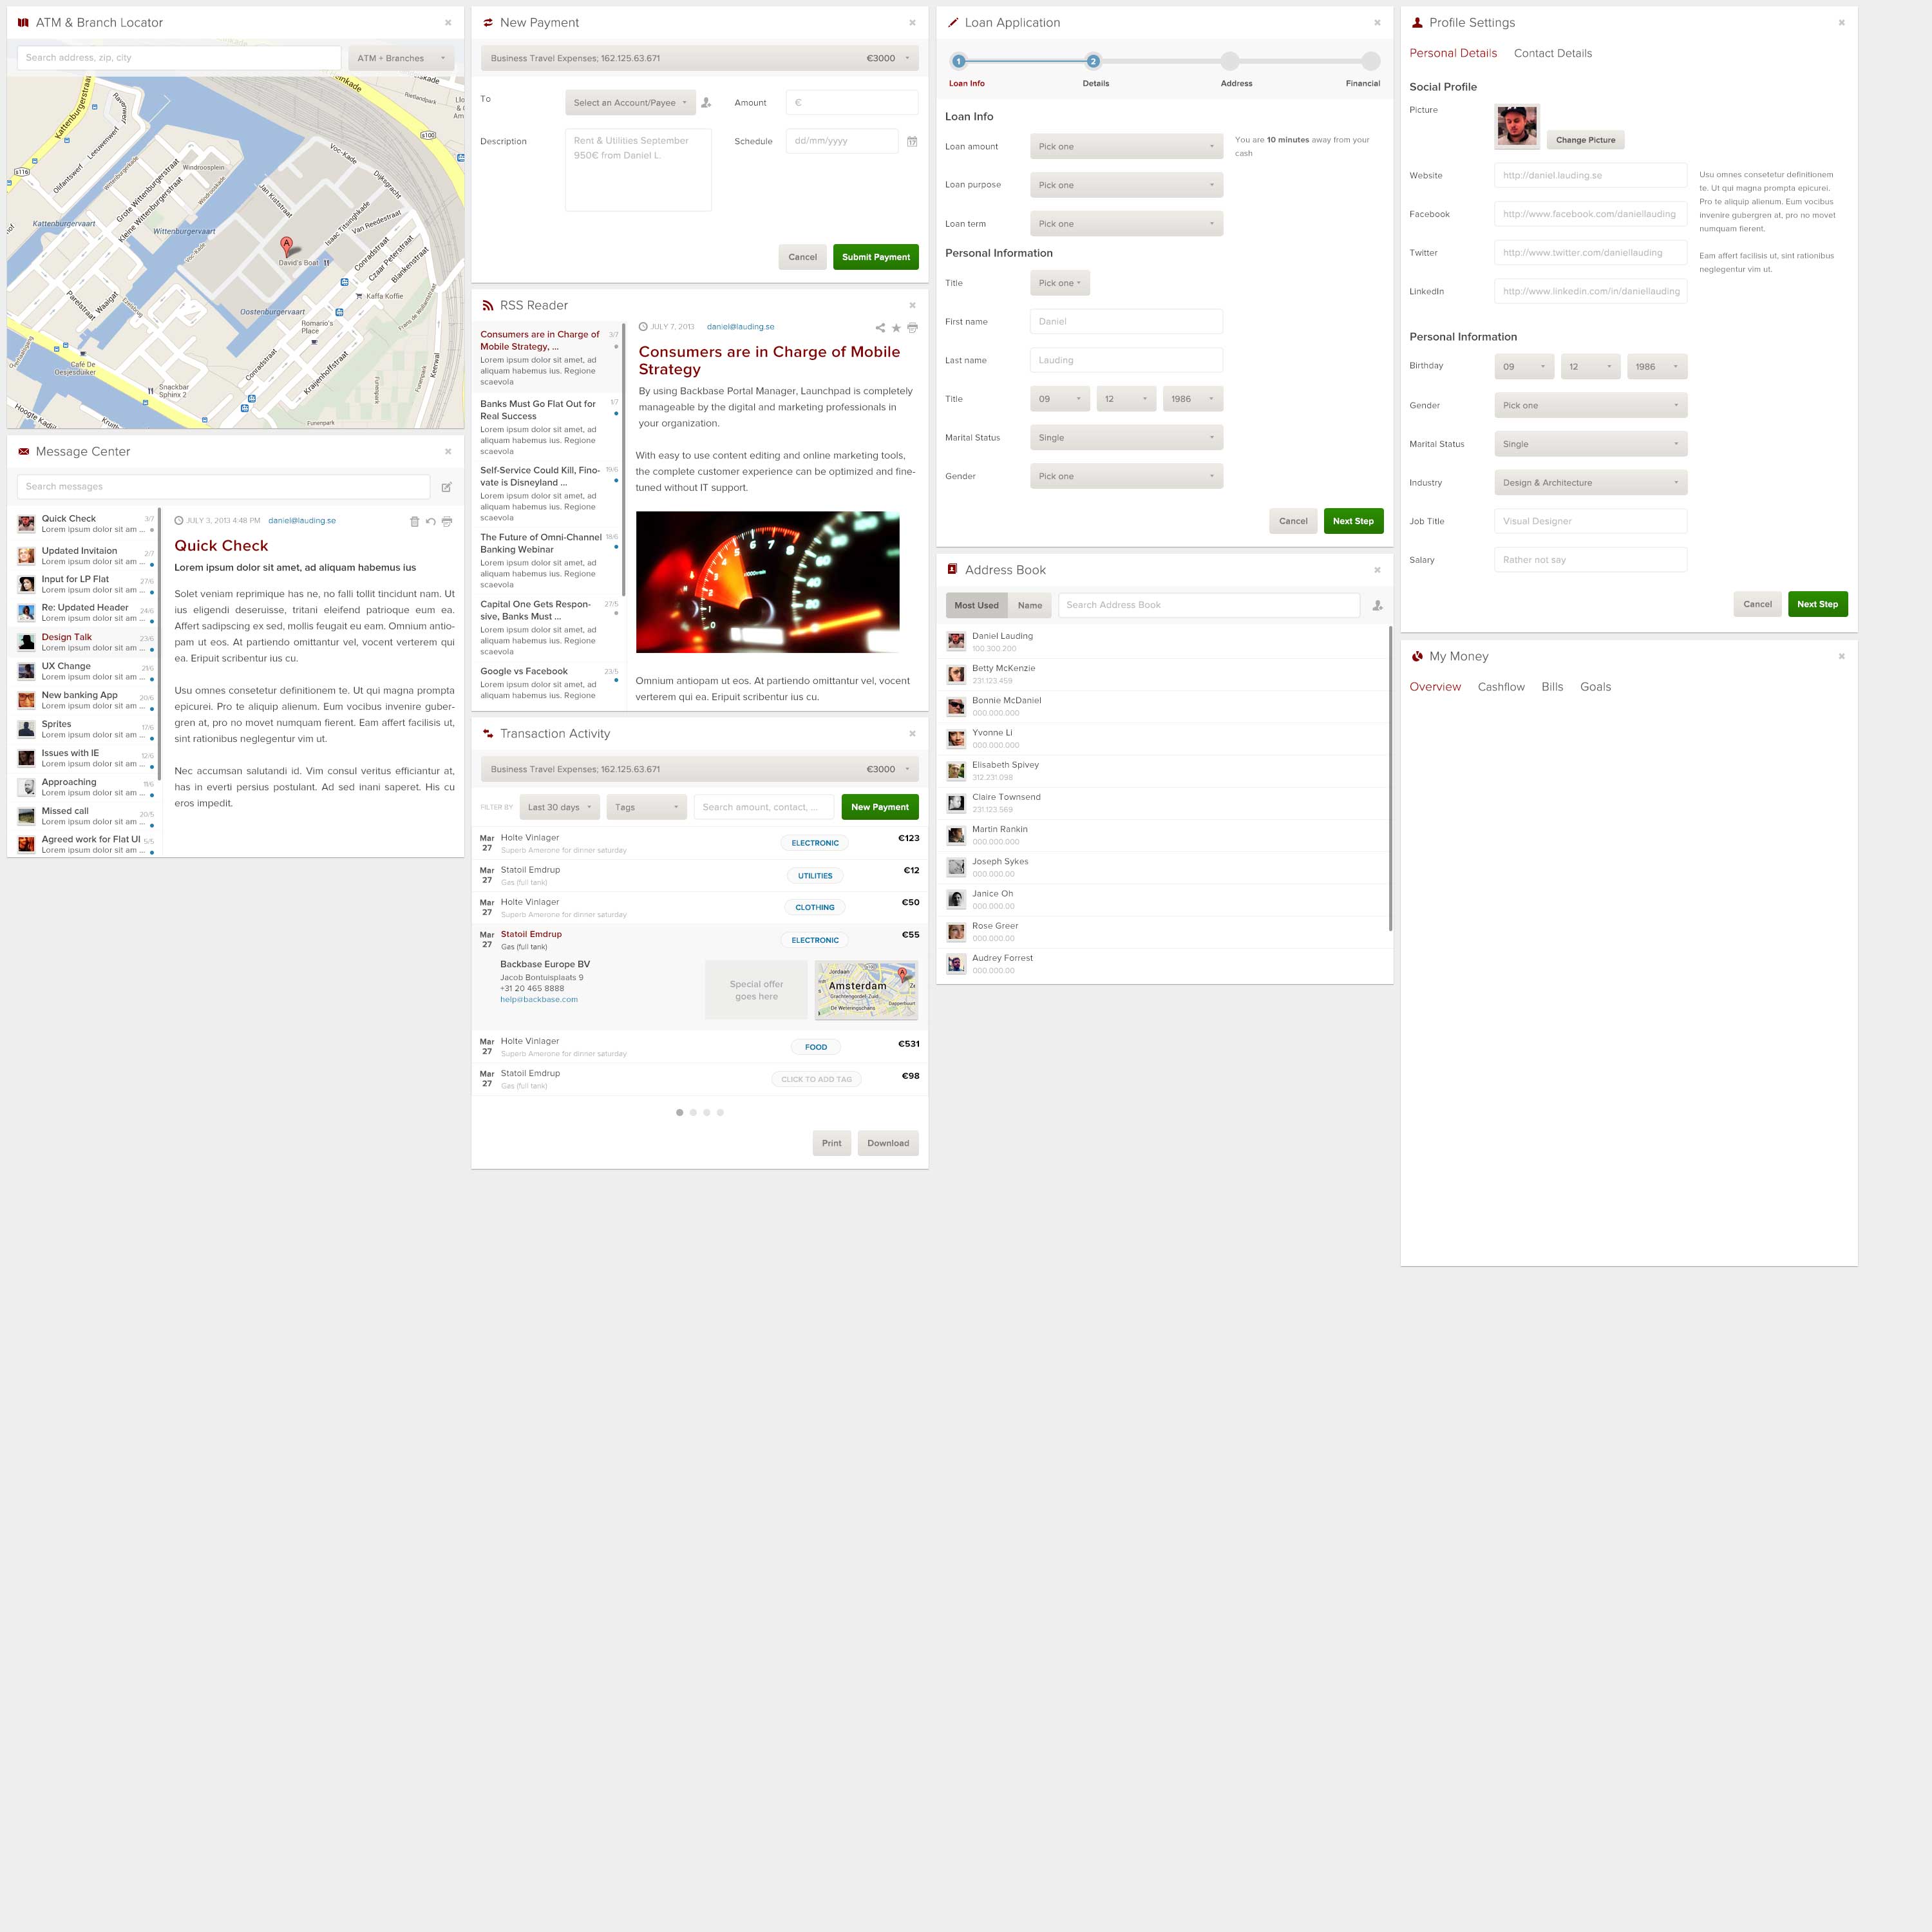 ATM & Branch Locator
Search address, zip, city
ATM + Branches
Kattenburgerstraat
Ravenwerf
Leeuwenwerf
Olifantswerf
Wittenburgerkade
Windroosplein
Windrooskade
Rietlandpark
s100
s116
Voc-Kade
Dijksgracht
Jan Kistraat
Grote Wittenburgerstraat
Kleine Wittenburgerstraat
Kattenburgervaart
Wittenburgervaart
Voc-Kade
Isaac Titsinghkade
Van Reedestraat
Conradstraat
Czaar Peterstraat
Blankenstraat
A
David's Boat
Kaffa Koffie
Oostenburgervaart
Waaigat
Parelstraat
Romario's
Place
Frans de Wollantstraat
Conradstraat
Kraijenhoffstraat
Café De
Oesjesduiker
Snackbar
Sphinx 2
Funenpark
Funenpark
Keerwal
Hoogte Kadijk
Message Center
Search messages
Quick Check 3/7
Lorem ipsum dolor sit am ...
Updated Invitaion 2/7
Lorem ipsum dolor sit am ...
Input for LP Flat 27/6
Lorem ipsum dolor sit am ...
Re: Updated Header 24/6
Lorem ipsum dolor sit am ...
Design Talk 23/6
Lorem ipsum dolor sit am ...
UX Change 21/6
Lorem ipsum dolor sit am ...
New banking App 20/6
Lorem ipsum dolor sit am ...
Sprites 17/6
Lorem ipsum dolor sit am ...
Issues with IE 12/6
Lorem ipsum dolor sit am ...
Approaching 11/6
Lorem ipsum dolor sit am ...
Missed call 20/5
Lorem ipsum dolor sit am ...
Agreed work for Flat UI 5/5
Lorem ipsum dolor sit am ...
JULY 3, 2013 4:48 PM daniel@lauding.se
Quick Check
Lorem ipsum dolor sit amet, ad aliquam habemus ius
Solet veniam reprimique has ne, no falli tollit tincidunt nam. Ut
ius eligendi deseruisse, tritani eleifend patrioque eum ea.
Affert sadipscing ex sed, mollis feugait eu eam. Omnium antio-
pam ut eos. At partiendo omittantur vel, vocent verterem qui
ea. Eripuit scribentur ius cu.
Usu omnes consetetur definitionem te. Ut qui magna prompta
epicurei. Pro te aliquip alienum. Eum vocibus invenire guber-
gren at, pro no movet numquam fierent. Eam affert facilisis ut,
sint rationibus neglegentur vim ut.
Nec accumsan salutandi id. Vim consul veritus efficiantur at,
has in everti persius postulant. Ad sed inani saperet. His cu
eros impedit.
New Payment
Business Travel Expenses; 162.125.63.671 €3000
To
Select an Account/Payee
Amount
€
Description
Rent & Utilities September
950€ from Daniel L.
Schedule
dd/mm/yyyy
Cancel
Submit Payment
RSS Reader
Consumers are in Charge of 3/7
Mobile Strategy, ...
Lorem ipsum dolor sit amet, ad
aliquam habemus ius. Regione
scaevola
Banks Must Go Flat Out for 1/7
Real Success
Lorem ipsum dolor sit amet, ad
aliquam habemus ius. Regione
scaevola
Self-Service Could Kill, Fino- 19/6
vate is Disneyland ...
Lorem ipsum dolor sit amet, ad
aliquam habemus ius. Regione
scaevola
The Future of Omni-Channel 18/6
Banking Webinar
Lorem ipsum dolor sit amet, ad
aliquam habemus ius. Regione
scaevola
Capital One Gets Respon- 27/5
sive, Banks Must ...
Lorem ipsum dolor sit amet, ad
aliquam habemus ius. Regione
scaevola
Google vs Facebook 23/5
Lorem ipsum dolor sit amet, ad
aliquam habemus ius. Regione
JULY 7, 2013 daniel@lauding.se
Consumers are in Charge of Mobile
Strategy
By using Backbase Portal Manager, Launchpad is completely
manageable by the digital and marketing professionals in
your organization.
With easy to use content editing and online marketing tools,
the complete customer experience can be optimized and fine-
tuned without IT support.
Omnium antiopam ut eos. At partiendo omittantur vel, vocent
verterem qui ea. Eripuit scribentur ius cu.
Transaction Activity
Business Travel Expenses; 162.125.63.671 €3000
FILTER BY
Last 30 days
Tags
Search amount, contact, ...
New Payment
Mar 27
Holte Vinlager ELECTRONIC €123
Superb Amerone for dinner saturday
Mar 27
Statoil Emdrup UTILITIES €12
Gas (full tank)
Mar 27
Holte Vinlager CLOTHING €50
Superb Amerone for dinner saturday
Mar 27
Statoil Emdrup ELECTRONIC €55
Gas (full tank)
Backbase Europe BV
Jacob Bontuisplaats 9
+31 20 465 8888
help@backbase.com
Special offer
goes here
Jordaan
A
Amsterdam
Grachtengordel-Zuid
De Weteringschans
Dapperbuurt
Mar 27
Holte Vinlager FOOD €531
Superb Amerone for dinner saturday
Mar 27
Statoil Emdrup CLICK TO ADD TAG €98
Gas (full tank)
Print
Download
Loan Application
1
2
Loan Info
Details
Address
Financial
Loan Info
Loan amount
Pick one
You are 10 minutes away from your
cash
Loan purpose
Pick one
Loan term
Pick one
Personal Information
Title
Pick one
First name
Daniel
Last name
Lauding
Title
09
12
1986
Marital Status
Single
Gender
Pick one
Cancel
Next Step
Address Book
Most Used
Name
Search Address Book
Daniel Lauding
100.300.200
Betty McKenzie
231.123.459
Bonnie McDaniel
000.000.000
Yvonne Li
000.000.000
Elisabeth Spivey
312.231.098
Claire Townsend
231.123.569
Martin Rankin
000.000.000
Joseph Sykes
000.000.00
Janice Oh
000.000.00
Rose Greer
000.000.00
Audrey Forrest
000.000.00
Profile Settings
Personal Details
Contact Details
Social Profile
Picture
Change Picture
Website
http://daniel.lauding.se
Facebook
http://www.facebook.com/daniellauding
Twitter
http://www.twitter.com/daniellauding
LinkedIn
http://www.linkedin.com/in/daniellauding
Usu omnes consetetur definitionem
te. Ut qui magna prompta epicurei.
Pro te aliquip alienum. Eum vocibus
invenire gubergren at, pro no movet
numquam fierent.
Eam affert facilisis ut, sint rationibus
neglegentur vim ut.
Personal Information
Birthday
09
12
1986
Gender
Pick one
Marital Status
Single
Industry
Design & Architecture
Job Title
Visual Designer
Salary
Rather not say
Cancel
Next Step
My Money
Overview
Cashflow
Bills
Goals